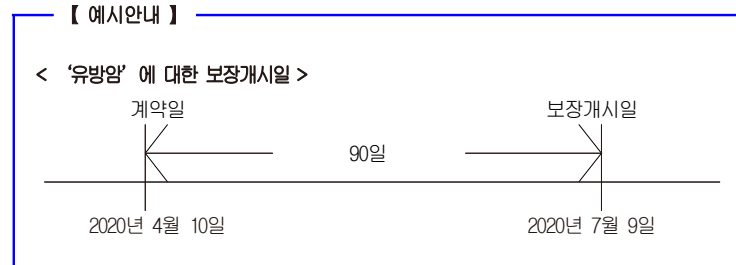 【 예시안내 】
< ‘유방암’ 에 대한 보장개시일 >
계약일 보장개시일
90일
2020년 4월 10일 2020년 7월 9일